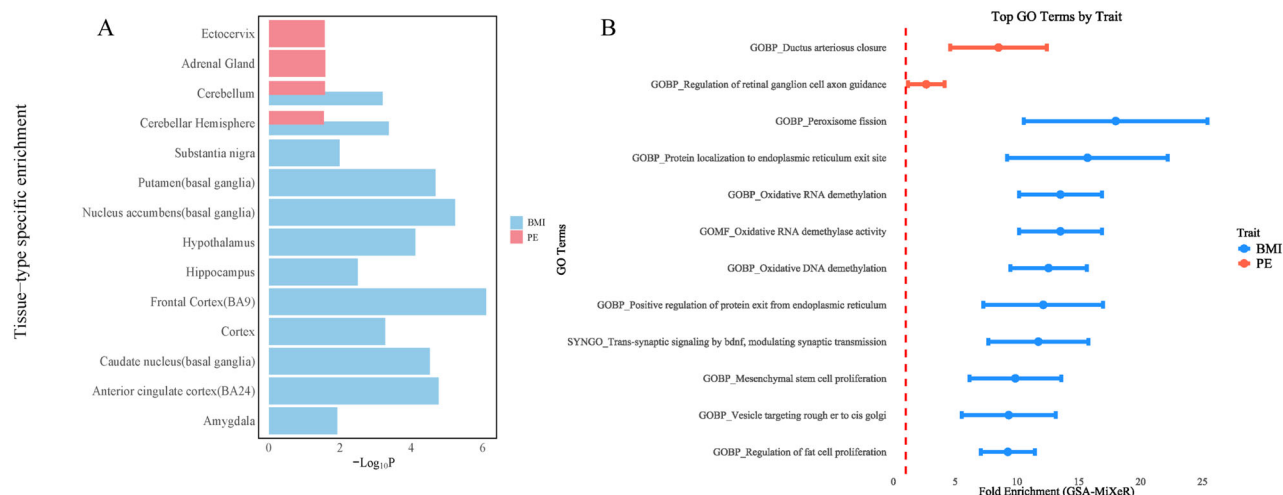 A
Tissue-type specific enrichment
Ectocervix
Adrenal Gland
Cerebellum
Cerebellar Hemisphere
Substantia nigra
Putamen(basal ganglia)
Nucleus accumbens(basal ganglia)
Hypothalamus
Hippocampus
Frontal Cortex(BA9)
Cortex
Caudate nucleus(basal ganglia)
Anterior cingulate cortex(BA24)
Amygdala
0 2 4 6
−Log₁₀P
BMI
PE
B
Top GO Terms by Trait
GO Terms
GOBP_Ductus arteriosus closure
GOBP_Regulation of retinal ganglion cell axon guidance
GOBP_Peroxisome fission
GOBP_Protein localization to endoplasmic reticulum exit site
GOBP_Oxidative RNA demethylation
GOMF_Oxidative RNA demethylase activity
GOBP_Oxidative DNA demethylation
GOBP_Positive regulation of protein exit from endoplasmic reticulum
SYNGO_Trans-synaptic signaling by bdnf, modulating synaptic transmission
GOBP_Mesenchymal stem cell proliferation
GOBP_Vesicle targeting rough er to cis golgi
GOBP_Regulation of fat cell proliferation
0 5 10 15 20 25
Fold Enrichment (GSA-MiXeR)
Trait
BMI
PE